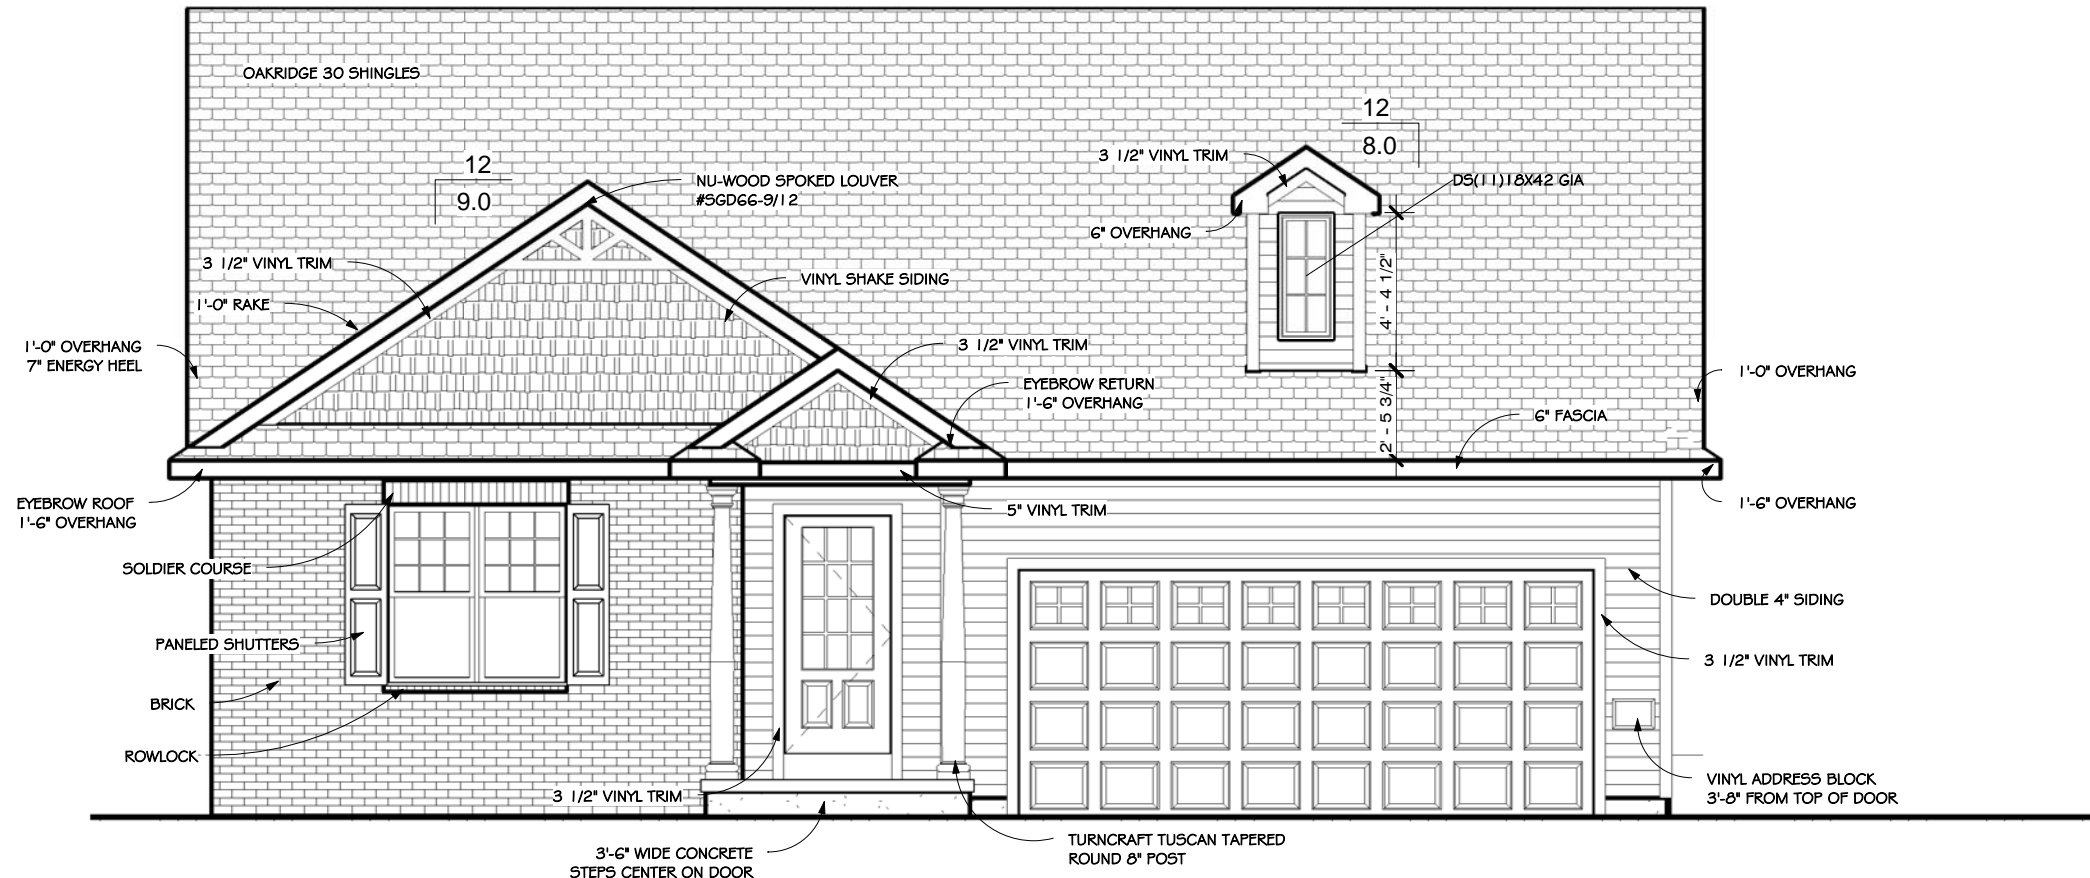 OAKRIDGE 30 SHINGLES
12
9.0
NU-WOOD SPOKED LOUVER
#SGD66-9/12
3 1/2" VINYL TRIM
1'-0" RAKE
1'-0" OVERHANG
7" ENERGY HEEL
VINYL SHAKE SIDING
3 1/2" VINYL TRIM
EYEBROW RETURN
1'-6" OVERHANG
12
8.0
3 1/2" VINYL TRIM
DS(11)18X42 GIA
6" OVERHANG
4' - 4 1/2"
2' - 5 3/4"
1'-0" OVERHANG
6" FASCIA
1'-6" OVERHANG
EYEBROW ROOF
1'-6" OVERHANG
5" VINYL TRIM
SOLDIER COURSE
PANELED SHUTTERS
BRICK
ROWLOCK
3 1/2" VINYL TRIM
3'-6" WIDE CONCRETE
STEPS CENTER ON DOOR
TURNCRAFT TUSCAN TAPERED
ROUND 8" POST
DOUBLE 4" SIDING
3 1/2" VINYL TRIM
VINYL ADDRESS BLOCK
3'-8" FROM TOP OF DOOR